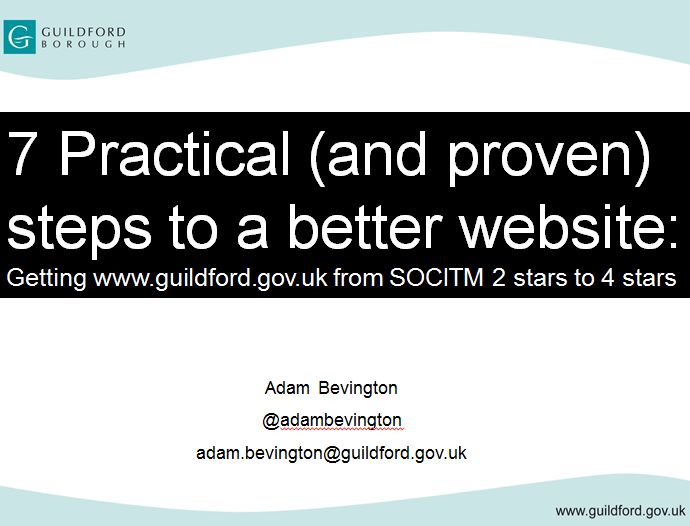 GUILDFORD
BOROUGH
7 Practical (and proven)
steps to a better website:
Getting www.guildford.gov.uk from SOCITM 2 stars to 4 stars
Adam Bevington
@adambevington
adam.bevington@guildford.gov.uk
www.guildford.gov.uk